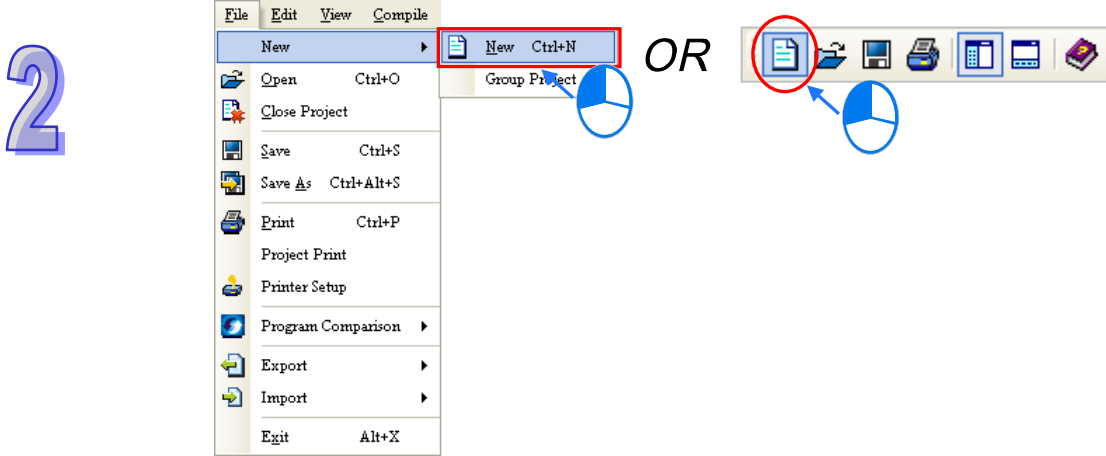 2
File Edit View Compile
New New Ctrl+N OR
Open Ctrl+O Group Project
Close Project
Save Ctrl+S
Save As Ctrl+Alt+S
Print Ctrl+P
Project Print
Printer Setup
Program Comparison
Export
Import
Exit Alt+X